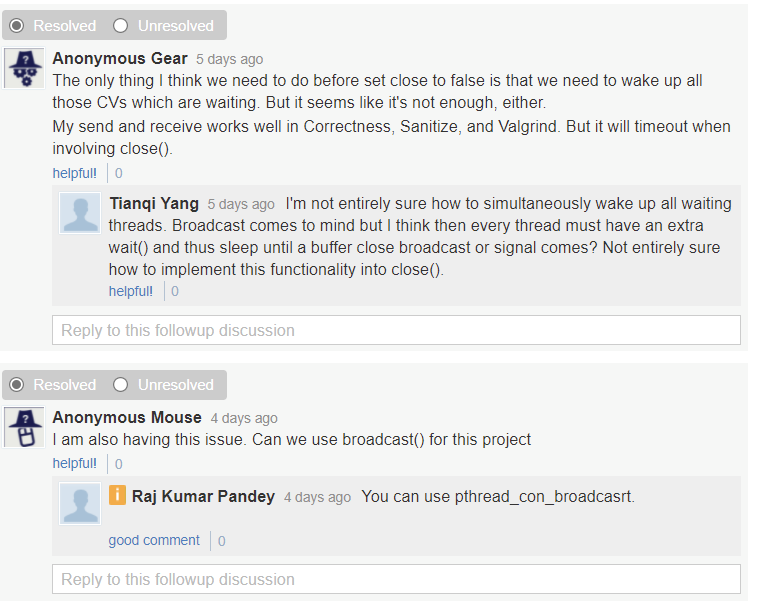 Resolved Unresolved
Anonymous Gear 5 days ago
The only thing I think we need to do before set close to false is that we need to wake up all
those CVs which are waiting. But it seems like it's not enough, either.
My send and receive works well in Correctness, Sanitize, and Valgrind. But it will timeout when
involving close().
helpful! 0
Tianqi Yang 5 days ago I'm not entirely sure how to simultaneously wake up all waiting
threads. Broadcast comes to mind but I think then every thread must have an extra
wait() and thus sleep until a buffer close broadcast or signal comes? Not entirely sure
how to implement this functionality into close().
helpful! 0
Reply to this followup discussion
Resolved Unresolved
Anonymous Mouse 4 days ago
I am also having this issue. Can we use broadcast() for this project
helpful! 0
i Raj Kumar Pandey 4 days ago You can use pthread_con_broadcasrt.
good comment 0
Reply to this followup discussion